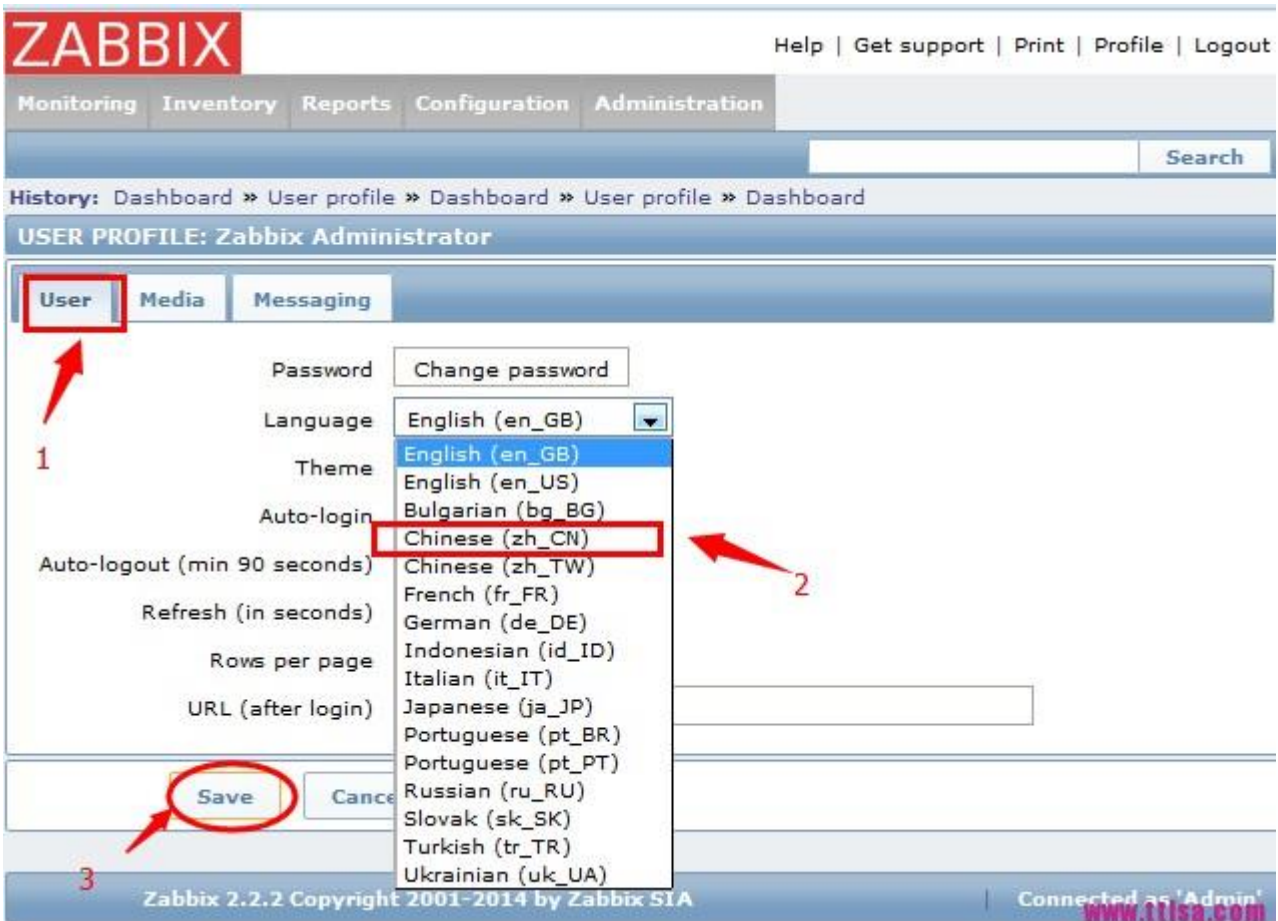 ZABBIX
Help | Get support | Print | Profile | Logout
Monitoring Inventory Reports Configuration Administration
Search
History: Dashboard » User profile » Dashboard » User profile » Dashboard
USER PROFILE: Zabbix Administrator
User Media Messaging
1
Password Change password
Language English (en_GB)
Theme
Auto-login
Auto-logout (min 90 seconds)
Refresh (in seconds)
Rows per page
URL (after login)
English (en_GB)
English (en_US)
Bulgarian (bg_BG)
Chinese (zh_CN)
Chinese (zh_TW)
French (fr_FR)
German (de_DE)
Indonesian (id_ID)
Italian (it_IT)
Japanese (ja_JP)
Portuguese (pt_BR)
Portuguese (pt_PT)
Russian (ru_RU)
Slovak (sk_SK)
Turkish (tr_TR)
Ukrainian (uk_UA)
2
Save Cance
3
Zabbix 2.2.2 Copyright 2001-2014 by Zabbix SIA | Connected as 'Admin'
www.ttlsa.com